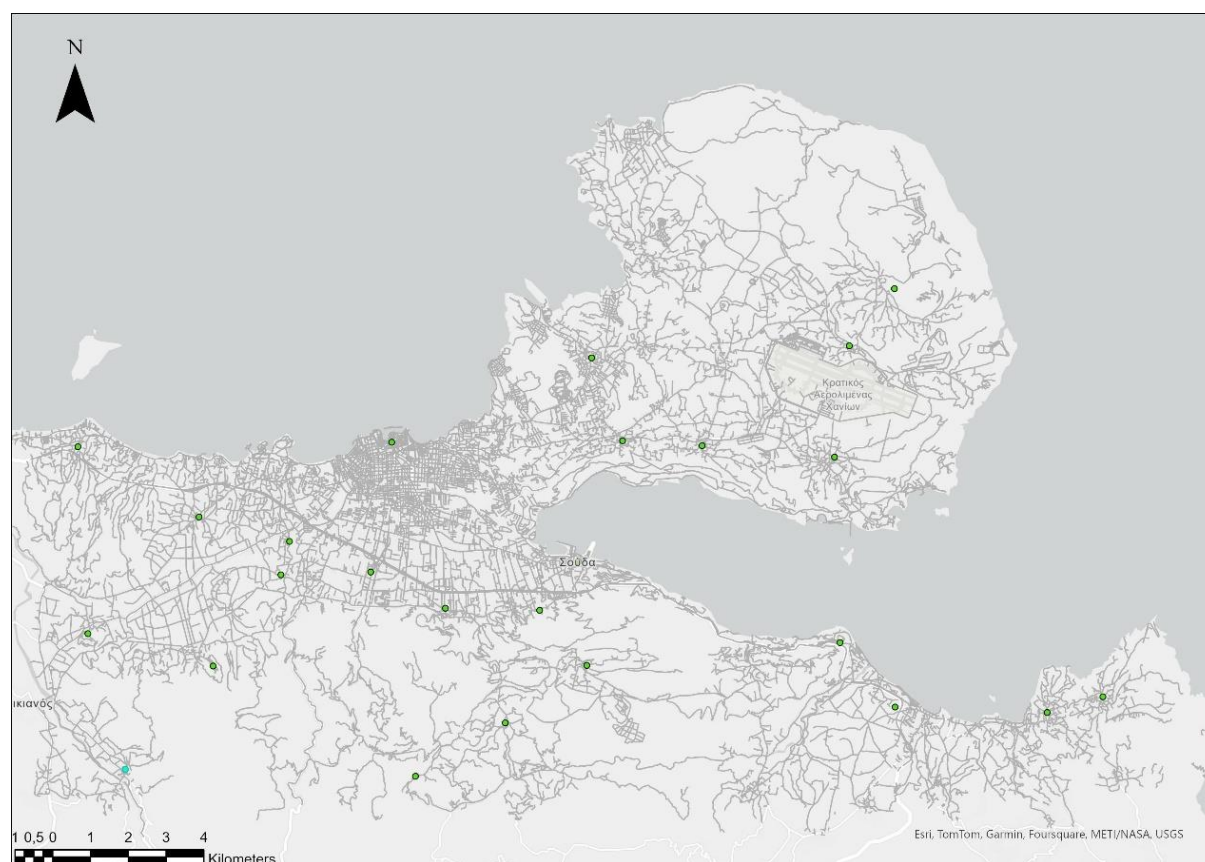 N
Κρατικός
Αερολιμένας
Χανίων
Σούδα
ικιανός
1 0,5 0 1 2 3 4
Kilometers
Esri, TomTom, Garmin, Foursquare, METI/NASA, USGS